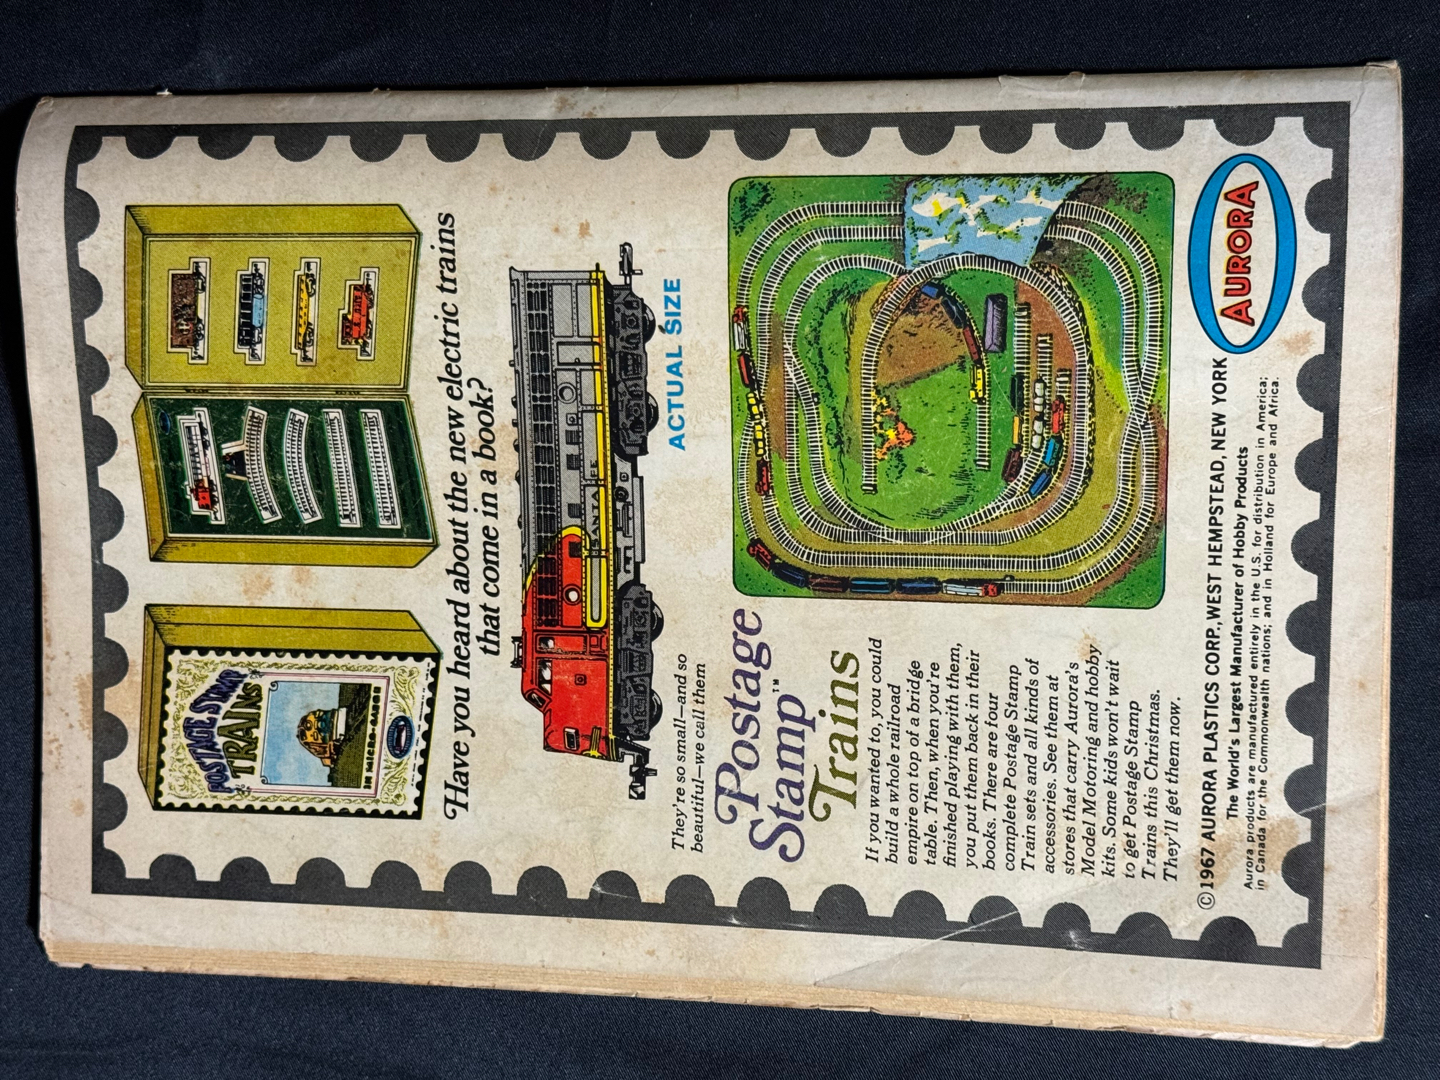 POSTAGE STAMP
TRAINS
IN MICRO-GAUGE
Have you heard about the new electric trains
that come in a book?
SANTA FE
ACTUAL SIZE
They're so small—and so
beautiful—we call them
Postage
Stamp™
Trains
If you wanted to, you could
build a whole railroad
empire on top of a bridge
table. Then, when you're
finished playing with them,
you put them back in their
books. There are four
complete Postage Stamp
Train sets and all kinds of
accessories. See them at
stores that carry Aurora's
Model Motoring and hobby
kits. Some kids won't wait
to get Postage Stamp
Trains this Christmas.
They'll get them now.
AURORA
©1967 AURORA PLASTICS CORP., WEST HEMPSTEAD, NEW YORK
The World's Largest Manufacturer of Hobby Products
Aurora products are manufactured entirely in the U.S. for distribution in America;
in Canada for the Commonwealth nations; and in Holland for Europe and Africa.